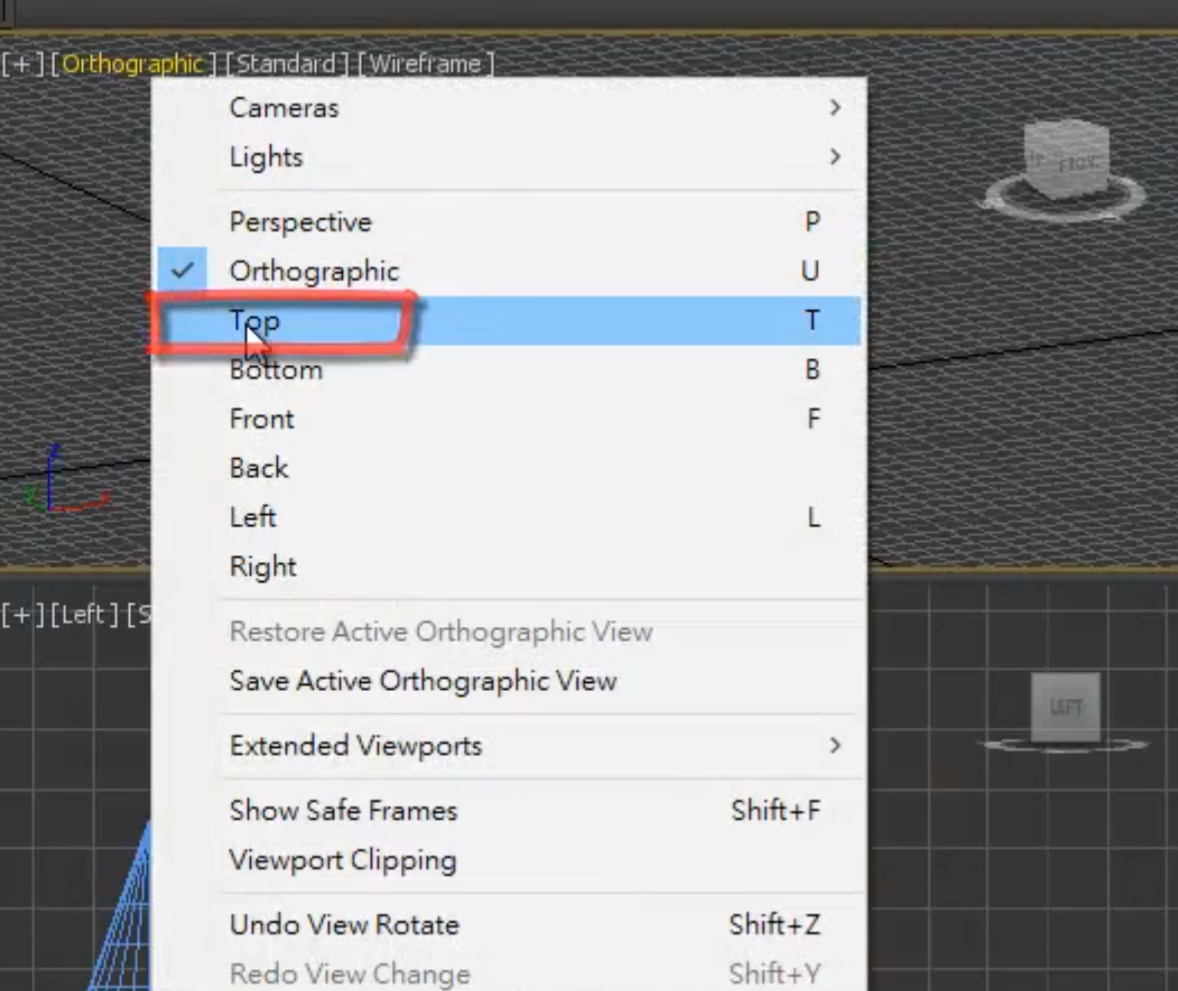 [+][Orthographic][Standard][Wireframe]
Cameras
Lights
Perspective P
Orthographic U
Top T
Bottom B
Front F
Back
Left L
Right
Restore Active Orthographic View
Save Active Orthographic View
Extended Viewports
Show Safe Frames Shift+F
Viewport Clipping
Undo View Rotate Shift+Z
Redo View Change Shift+Y
FRONT
[+][Left][S
LEFT